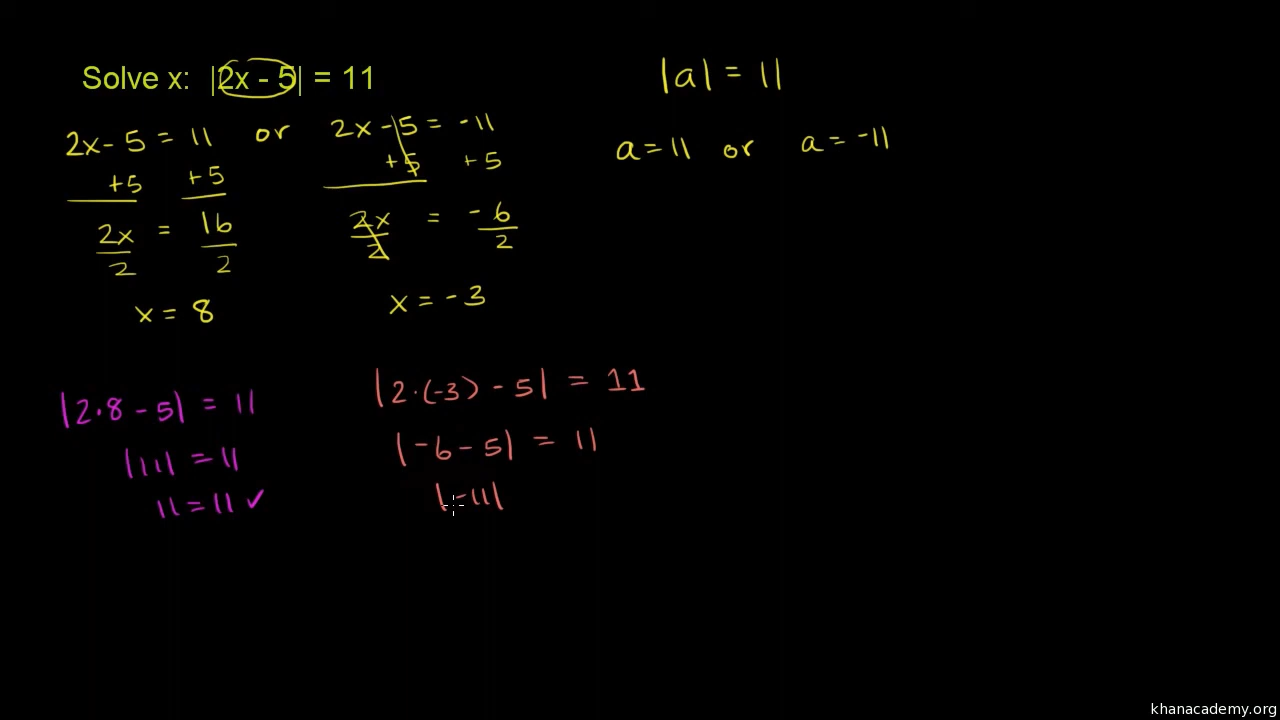 Solve x: |2x - 5| = 11
|a| = 11
2x - 5 = 11 or 2x - 5 = -11
a = 11 or a = -11
+5 +5 +5 +5
2x/2 = 16/2
2x/2 = -6/2
x = 8
x = -3
|2·8 - 5| = 11
|11| = 11
11 = 11 ✓
|2·(-3) - 5| = 11
|-6 - 5| = 11
|-11|
khanacademy.org